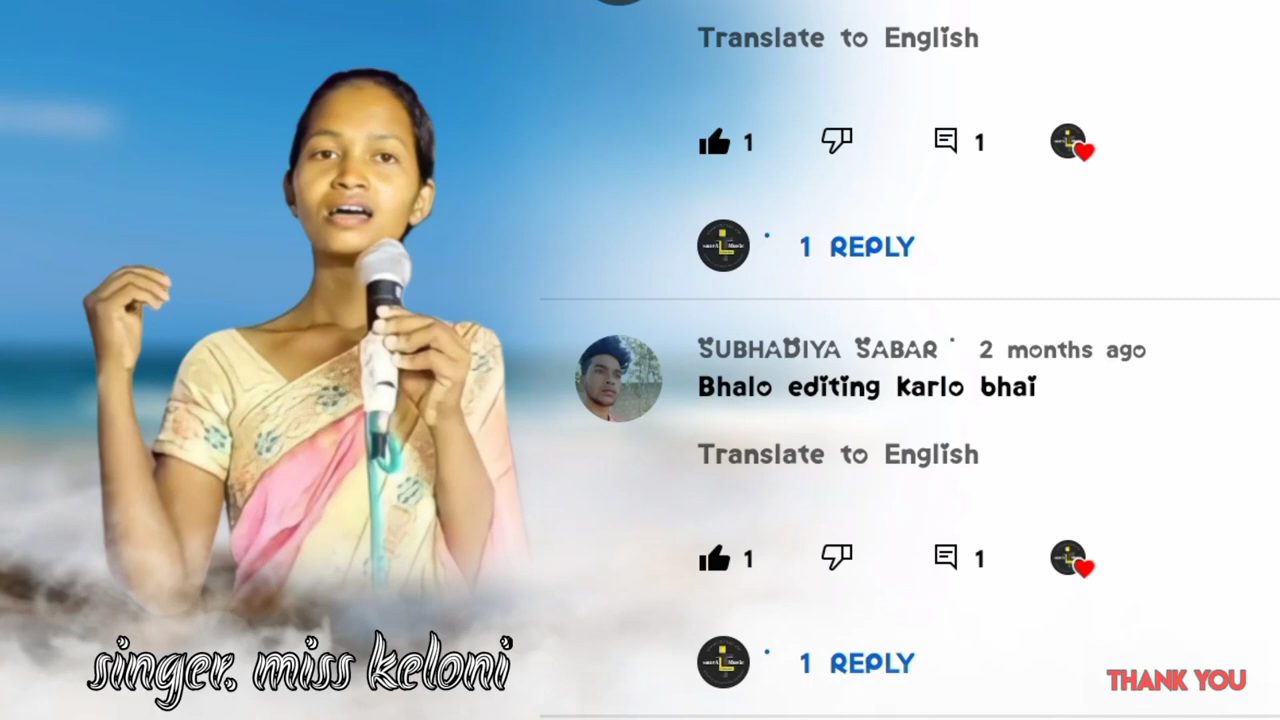 Translate to English
1
1
1 REPLY
SUBHADIYA SABAR · 2 months ago
Bhalo editing karlo bhai
Translate to English
1
1
1 REPLY
singer. miss keloni
THANK YOU